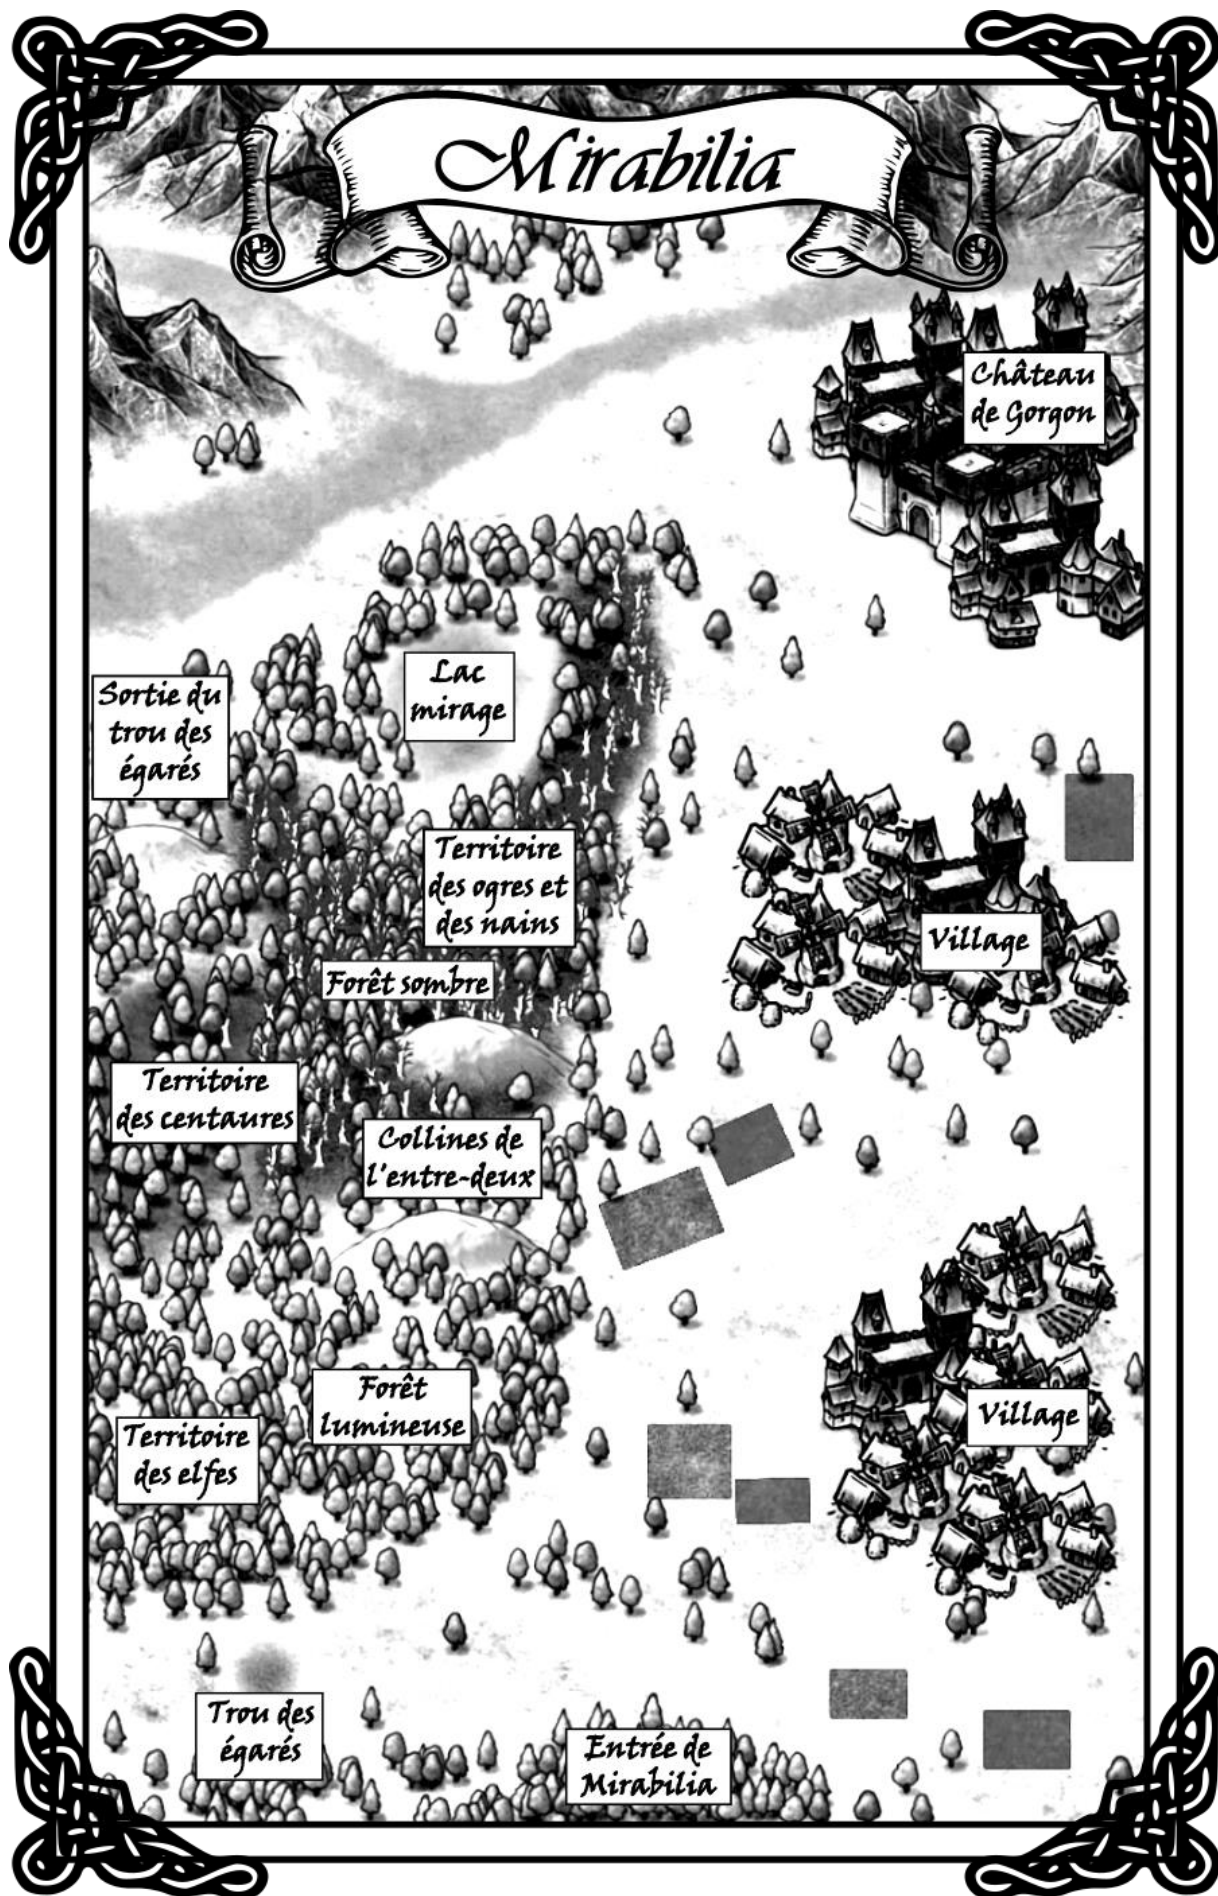 Mirabilia
Château
de Gorgon
Lac
mirage
Sortie du
trou des
égarés
Territoire
des ogres et
des nains
Village
Forêt sombre
Territoire
des centaures
Collines de
l'entre-deux
Forêt
lumineuse
Village
Territoire
des elfes
Trou des
égarés
Entrée de
Mirabilia